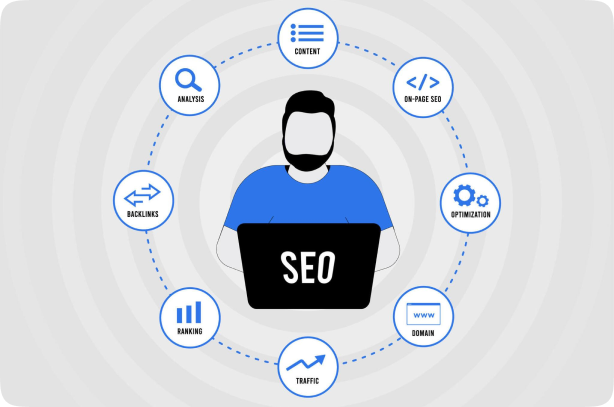 CONTENT
ANALYSIS
</>
ON-PAGE SEO
BACKLINKS
OPTIMIZATION
SEO
www
RANKING
DOMAIN
TRAFFIC